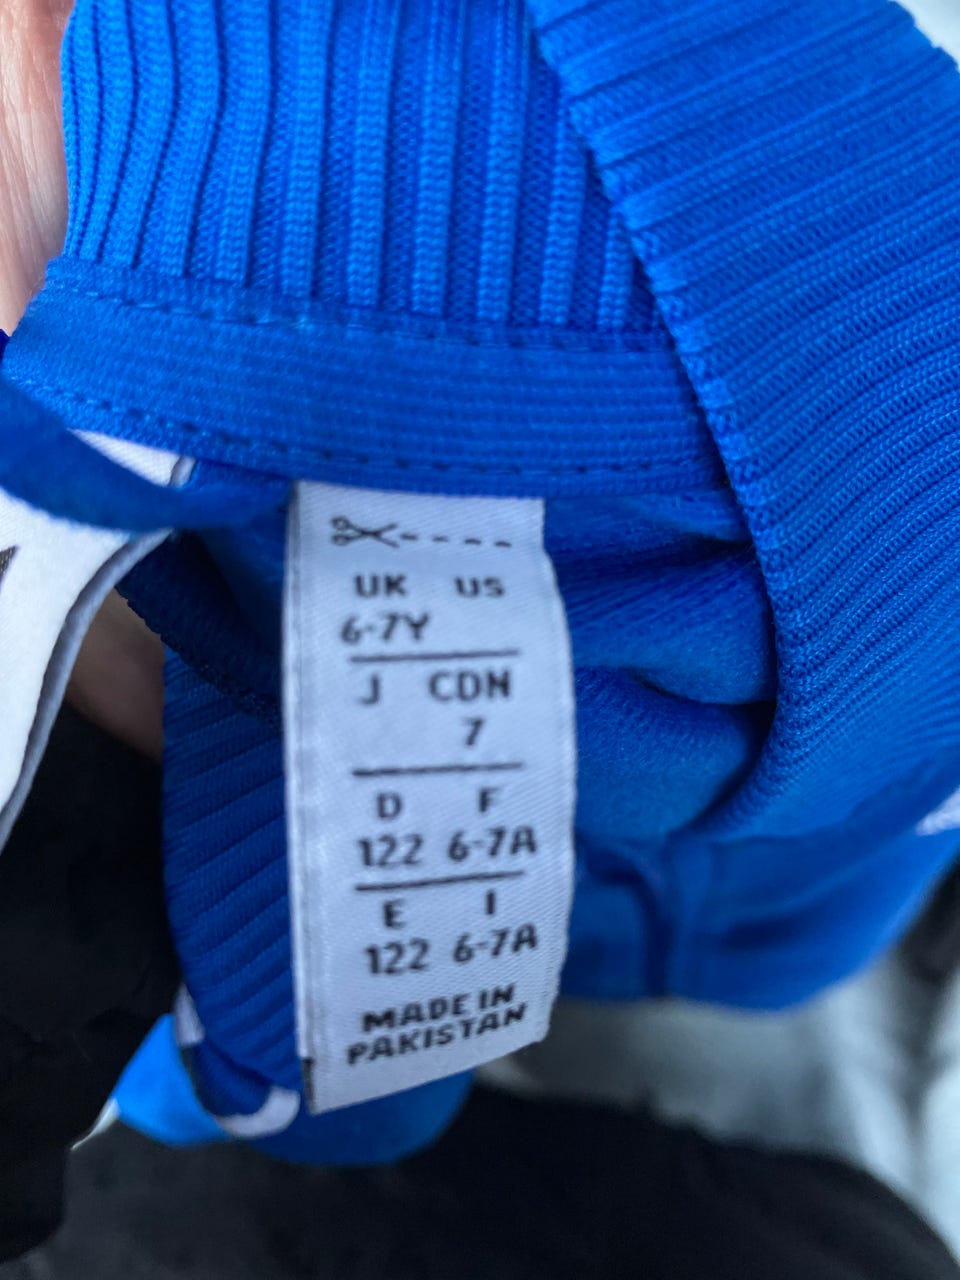 UK US
6-7Y
J CDN
7
D F
122 6-7A
E I
122 6-7A
MADE IN
PAKISTAN